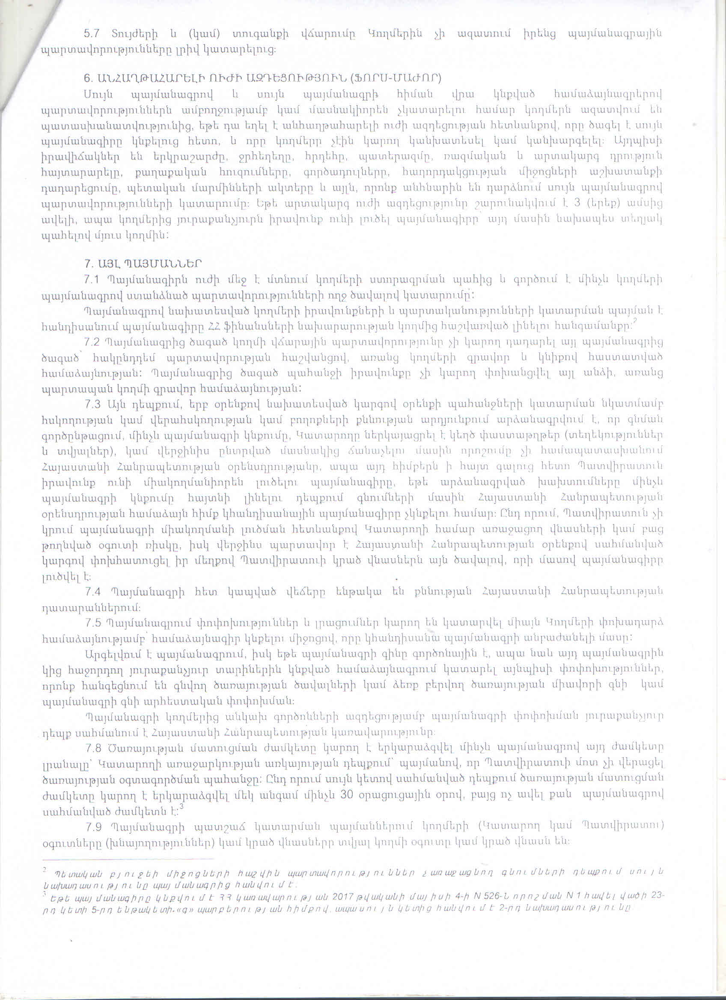 5.7 Տույժերի և (կամ) տուգանքի վճարումը Կողմերին չի ազատում իրենց պայմանագրային
պարտավորությունները լրիվ կատարելուց:
6. ԱՆՀԱՂԹԱՀԱՐԵԼԻ ՈՒԺԻ ԱԶԴԵՑՈՒԹՅՈՒՆ (ՖՈՐՍ-ՄԱԺՈՐ)
Սույն պայմանագրով և սույն պայմանագրի հիման վրա կնքված համաձայնագրերով
պարտավորություններն ամբողջությամբ կամ մասնակիորեն չկատարելու համար կողմերն ազատվում են
պատասխանատվությունից, եթե դա եղել է անհաղթահարելի ուժի ազդեցության հետևանքով, որը ծագել է սույն
պայմանագիրը կնքելուց հետո, և որը կողմերը չէին կարող կանխատեսել կամ կանխարգելել: Այդպիսի
իրավիճակներ են երկրաշարժը, ջրհեղեղը, հրդեհը, պատերազմը, ռազմական և արտակարգ դրություն
հայտարարելը, քաղաքական հուզումները, գործադուլները, հաղորդակցության միջոցների աշխատանքի
դադարեցումը, պետական մարմինների ակտերը և այլն, որոնք անհնարին են դարձնում սույն պայմանագրով
պարտավորությունների կատարումը: Եթե արտակարգ ուժի ազդեցությունը շարունակվում է 3 (երեք) ամսից
ավելի, ապա կողմերից յուրաքանչյուրն իրավունք ունի լուծել պայմանագիրը՝ այդ մասին նախապես տեղյակ
պահելով մյուս կողմին:
7. ԱՅԼ ՊԱՅՄԱՆՆԵՐ
7.1 Պայմանագիրն ուժի մեջ է մտնում կողմերի ստորագրման պահից և գործում է մինչև կողմերի
պայմանագրով ստանձնած պարտավորությունների ողջ ծավալով կատարումը:
Պայմանագրով նախատեսված կողմերի իրավունքների և պարտականությունների կատարման պայման է
հանդիսանում պայմանագիրը ՀՀ ֆինանսների նախարարության կողմից հաշվառված լինելու հանգամանքը:²
7.2 Պայմանագրից ծագած կողմի վճարային պարտավորությունը չի կարող դադարել այլ պայմանագրից
ծագած՝ հակընդդեմ պարտավորության հաշվանցով, առանց կողմերի գրավոր և կնիքով հաստատված
համաձայնության: Պայմանագրից ծագած պահանջի իրավունքը չի կարող փոխանցվել այլ անձի, առանց
պարտապան կողմի գրավոր համաձայնության:
7.3 Այն դեպքում, երբ օրենքով նախատեսված կարգով օրենքի պահանջների կատարման նկատմամբ
հսկողության կամ վերահսկողության կամ բողոքների քննության արդյունքում արձանագրվում է, որ գնման
գործընթացում, մինչև պայմանագրի կնքումը, Կատարողը ներկայացրել է կեղծ փաստաթղթեր (տեղեկություններ
և տվյալներ), կամ վերջինիս ընտրված մասնակից ճանաչելու մասին որոշումը չի համապատասխանում
Հայաստանի Հանրապետության օրենսդրությանը, ապա այդ հիմքերն ի հայտ գալուց հետո Պատվիրատուն
իրավունք ունի միակողմանիորեն լուծելու պայմանագիրը, եթե արձանագրված խախտումները մինչև
պայմանագրի կնքումը հայտնի լինելու դեպքում գնումների մասին Հայաստանի Հանրապետության
օրենսդրության համաձայն հիմք կհանդիսանային պայմանագիրը չկնքելու համար: Ընդ որում, Պատվիրատուն չի
կրում պայմանագրի միակողմանի լուծման հետևանքով Կատարողի համար առաջացող վնասների կամ բաց
թողնված օգուտի ռիսկը, իսկ վերջինս պարտավոր է Հայաստանի Հանրապետության օրենքով սահմանված
կարգով փոխհատուցել իր մեղքով Պատվիրատուի կրած վնասներն այն ծավալով, որի մասով պայմանագիրը
լուծվել է:
7.4 Պայմանագրի հետ կապված վեճերը ենթակա են քննության Հայաստանի Հանրապետության
դատարաններում:
7.5 Պայմանագրում փոփոխություններ և լրացումներ կարող են կատարվել միայն Կողմերի փոխադարձ
համաձայնությամբ՝ համաձայնագիր կնքելու միջոցով, որը կհանդիսանա պայմանագրի անբաժանելի մասը:
Արգելվում է պայմանագրում, իսկ եթե պայմանագրի գինը գործոնային է, ապա նաև այդ պայմանագրին
կից հաջորդող յուրաքանչյուր տարիներին կնքված համաձայնագրում կատարել այնպիսի փոփոխություններ,
որոնք հանգեցնում են գնվող ծառայության ծավալների կամ ձեռք բերվող ծառայության միավորի գնի կամ
պայմանագրի գնի արհեստական փոփոխման:
Պայմանագրի կողմերից անկախ գործոնների ազդեցությամբ պայմանագրի փոփոխման յուրաքանչյուր
դեպք սահմանում է Հայաստանի Հանրապետության կառավարությունը:
7.8 Ծառայության մատուցման ժամկետը կարող է երկարաձգվել մինչև պայմանագրով այդ ժամկետը
լրանալը՝ Կատարողի առաջարկության առկայության դեպքում՝ պայմանով, որ Պատվիրատուի մոտ չի վերացել
ծառայության օգտագործման պահանջը: Ընդ որում սույն կետով սահմանված դեպքում ծառայության մատուցման
ժամկետը կարող է երկարաձգվել մեկ անգամ մինչև 30 օրացուցային օրով, բայց ոչ ավել քան պայմանագրով
սահմանված ժամկետն է:³
7.9 Պայմանագրի պատշաճ կատարման պայմաններում կողմերի (Կատարող կամ Պատվիրատու)
օգուտները (խնայողություններ) կամ կրած վնասները տվյալ կողմի օգուտը կամ կրած վնասն են:
² Պետական բյուջեի միջոցների հաշվին պարտավորություններ չառաջացնող գնումների դեպքում սույն
նախադասությունը պայմանագրից հանվում է:
³ Եթե պայմանագիրը կնքվում է ՀՀ կառավարության 2017 թվականի մայիսի 4-ի N 526-Ն որոշման N 1 հավելվածի 23-
րդ կետի 5-րդ ենթակետի «գ» պարբերության հիմքով, ապա սույն կետից հանվում է 2-րդ նախադասությունը